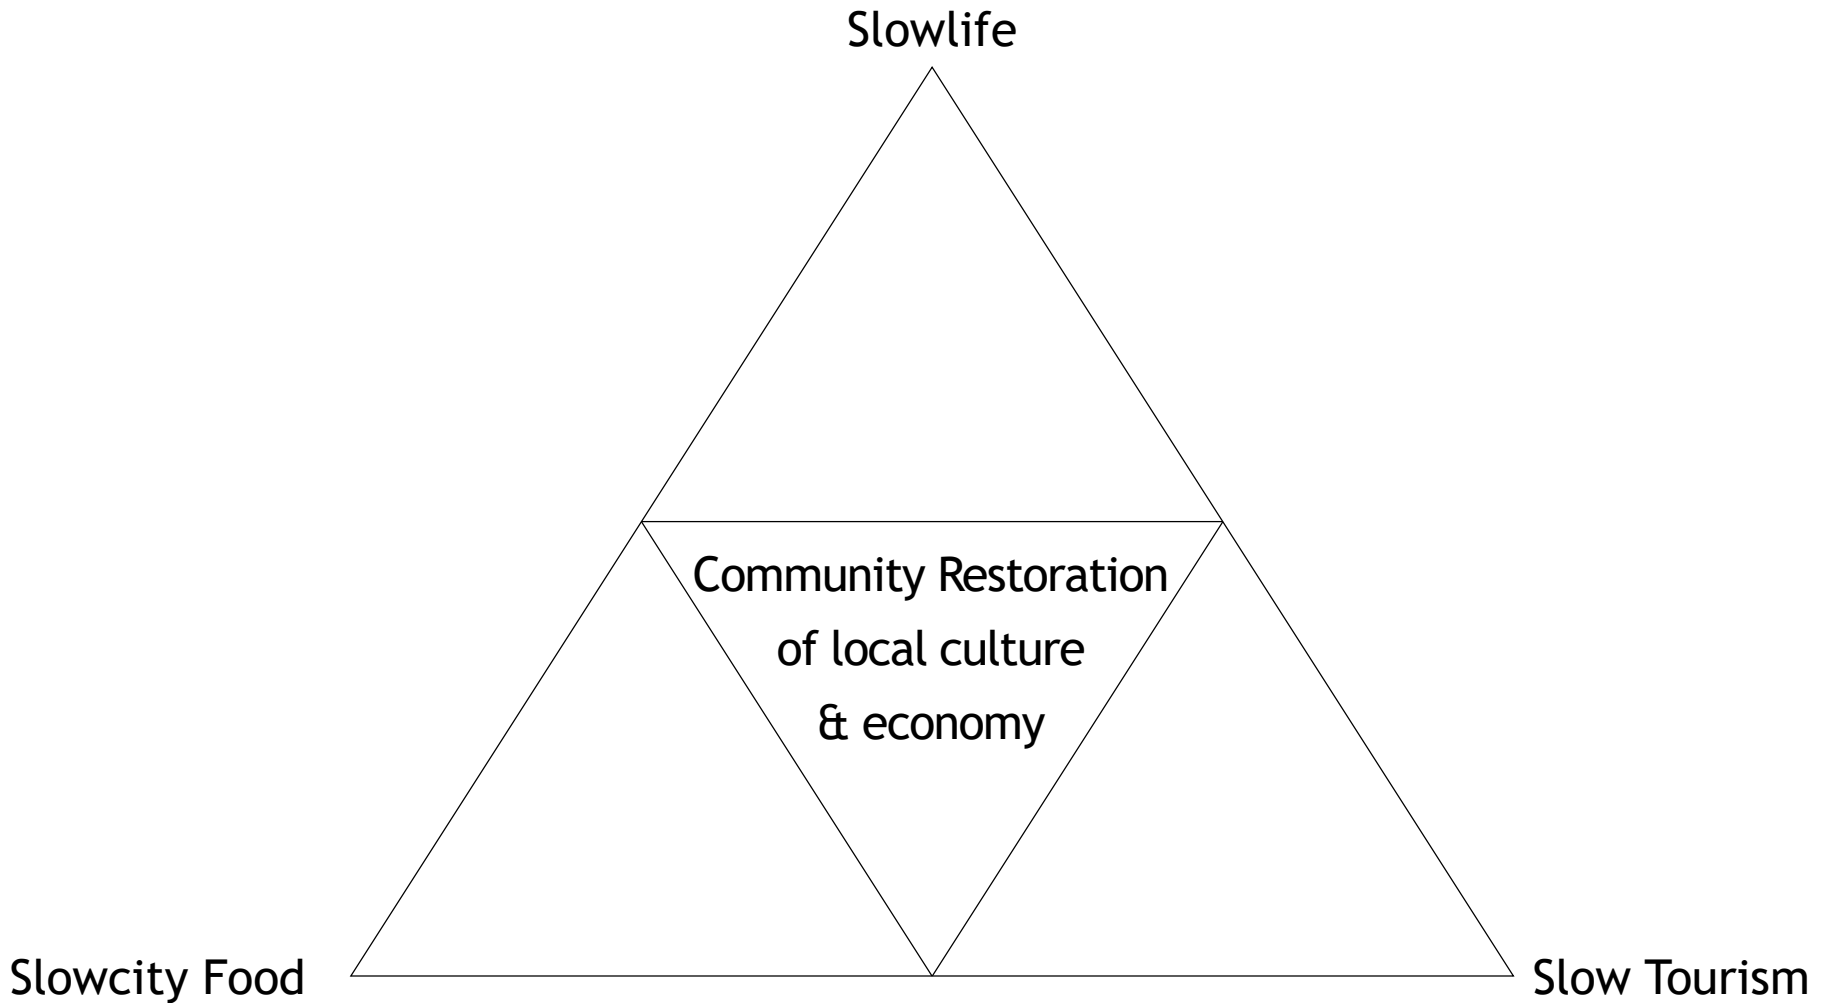 Slowlife
Community Restoration
of local culture
& economy
Slowcity Food
Slow Tourism